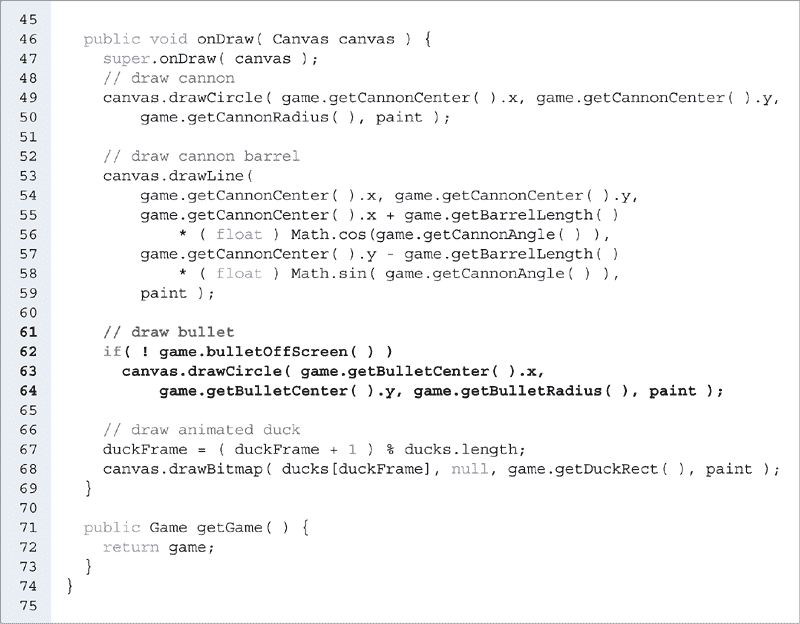 45
46 public void onDraw( Canvas canvas ) {
47 super.onDraw( canvas );
48 // draw cannon
49 canvas.drawCircle( game.getCannonCenter( ).x, game.getCannonCenter( ).y,
50 game.getCannonRadius( ), paint );
51
52 // draw cannon barrel
53 canvas.drawLine(
54 game.getCannonCenter( ).x, game.getCannonCenter( ).y,
55 game.getCannonCenter( ).x + game.getBarrelLength( )
56 * ( float ) Math.cos(game.getCannonAngle( ) ),
57 game.getCannonCenter( ).y - game.getBarrelLength( )
58 * ( float ) Math.sin( game.getCannonAngle( ) ),
59 paint );
60
61 // draw bullet
62 if( ! game.bulletOffScreen( ) )
63 canvas.drawCircle( game.getBulletCenter( ).x,
64 game.getBulletCenter( ).y, game.getBulletRadius( ), paint );
65
66 // draw animated duck
67 duckFrame = ( duckFrame + 1 ) % ducks.length;
68 canvas.drawBitmap( ducks[duckFrame], null, game.getDuckRect( ), paint );
69 }
70
71 public Game getGame( ) {
72 return game;
73 }
74 }
75